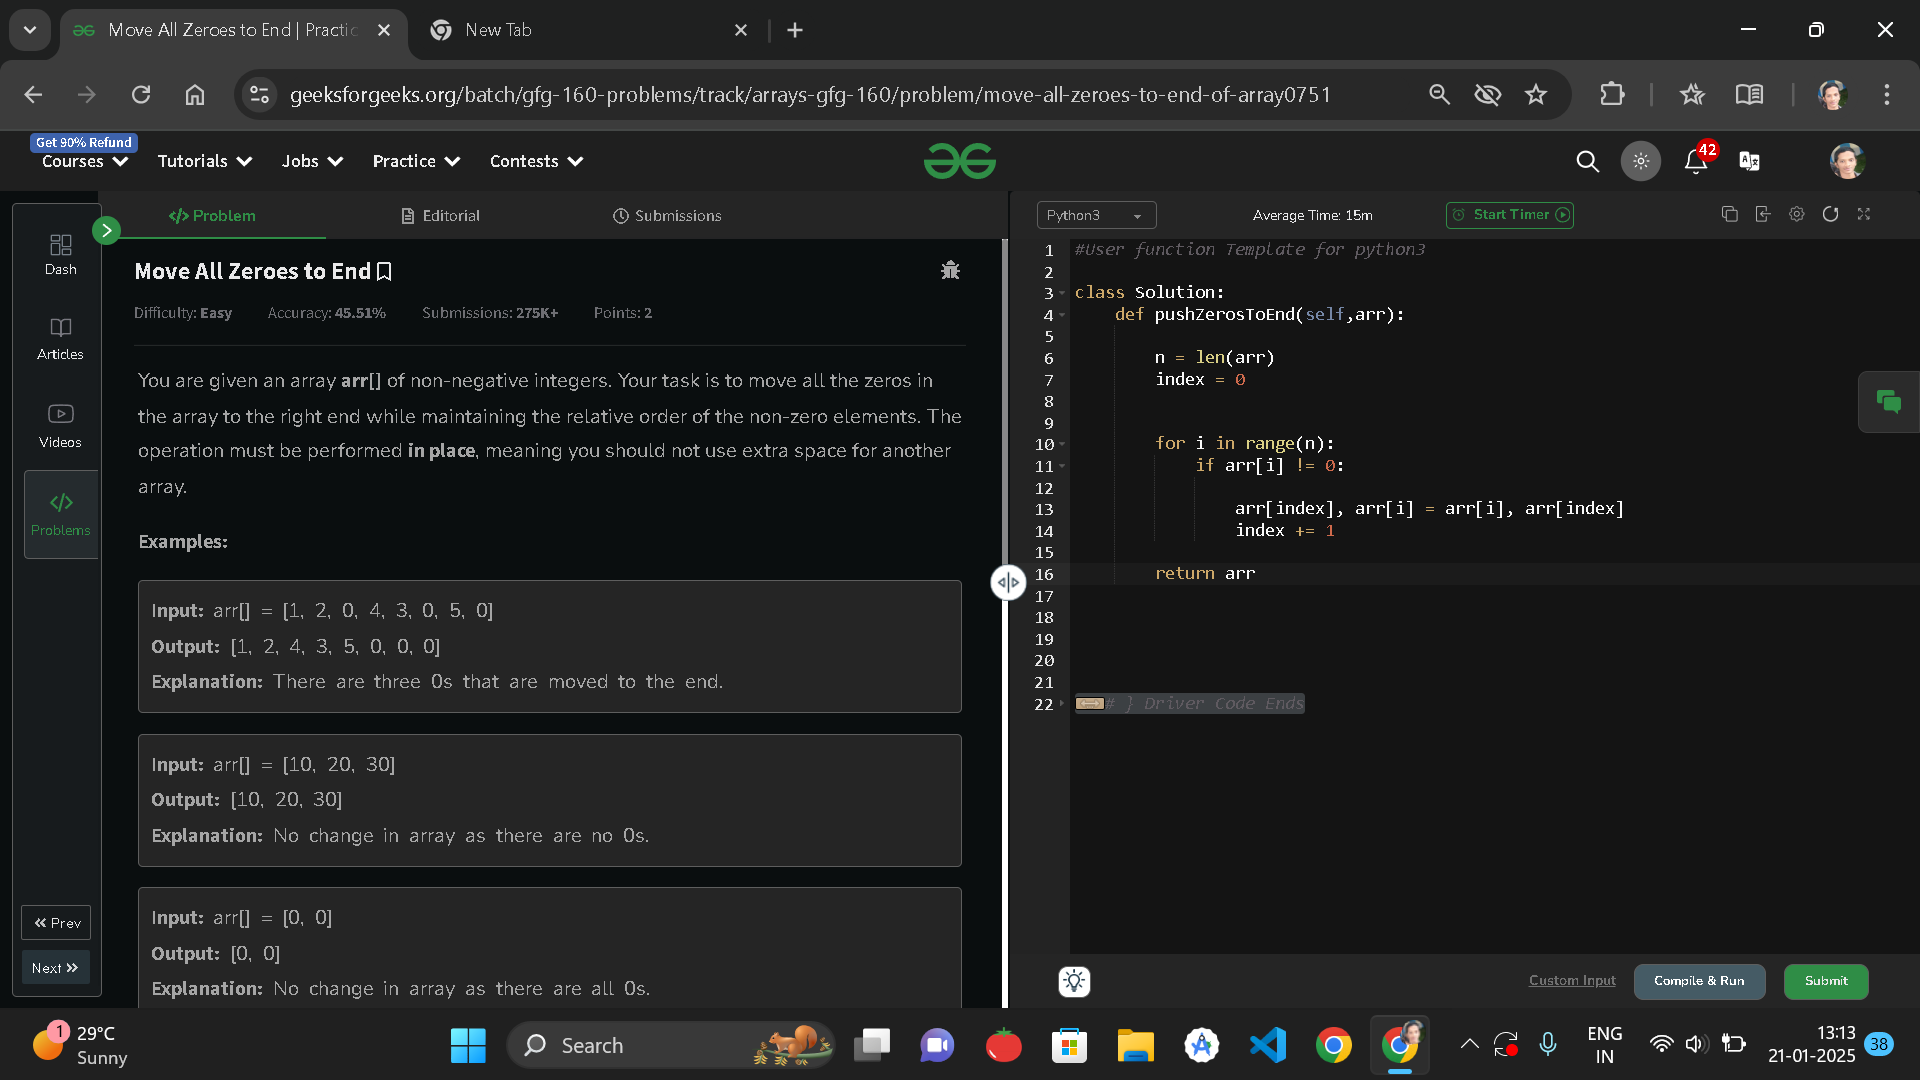 Move All Zeroes to End | Practic
New Tab
geeksforgeeks.org/batch/gfg-160-problems/track/arrays-gfg-160/problem/move-all-zeroes-to-end-of-array0751
Get 90% Refund
Courses
Tutorials
Jobs
Practice
Contests
42
Dash
Articles
Videos
Problems
Prev
Next
Problem
Editorial
Submissions
Move All Zeroes to End
Difficulty: Easy
Accuracy: 45.51%
Submissions: 275K+
Points: 2
You are given an array arr[] of non-negative integers. Your task is to move all the zeros in
the array to the right end while maintaining the relative order of the non-zero elements. The
operation must be performed in place, meaning you should not use extra space for another
array.
Examples:
Input: arr[] = [1, 2, 0, 4, 3, 0, 5, 0]
Output: [1, 2, 4, 3, 5, 0, 0, 0]
Explanation: There are three 0s that are moved to the end.
Input: arr[] = [10, 20, 30]
Output: [10, 20, 30]
Explanation: No change in array as there are no 0s.
Input: arr[] = [0, 0]
Output: [0, 0]
Explanation: No change in array as there are all 0s.
Python3
Average Time: 15m
Start Timer
1 #User function Template for python3
2
3 class Solution:
4 def pushZerosToEnd(self,arr):
5
6 n = len(arr)
7 index = 0
8
9
10 for i in range(n):
11 if arr[i] != 0:
12
13 arr[index], arr[i] = arr[i], arr[index]
14 index += 1
15
16 return arr
17
18
19
20
21
22 # } Driver Code Ends
Custom Input
Compile & Run
Submit
1
29°C
Sunny
Search
ENG
IN
13:13
21-01-2025
38